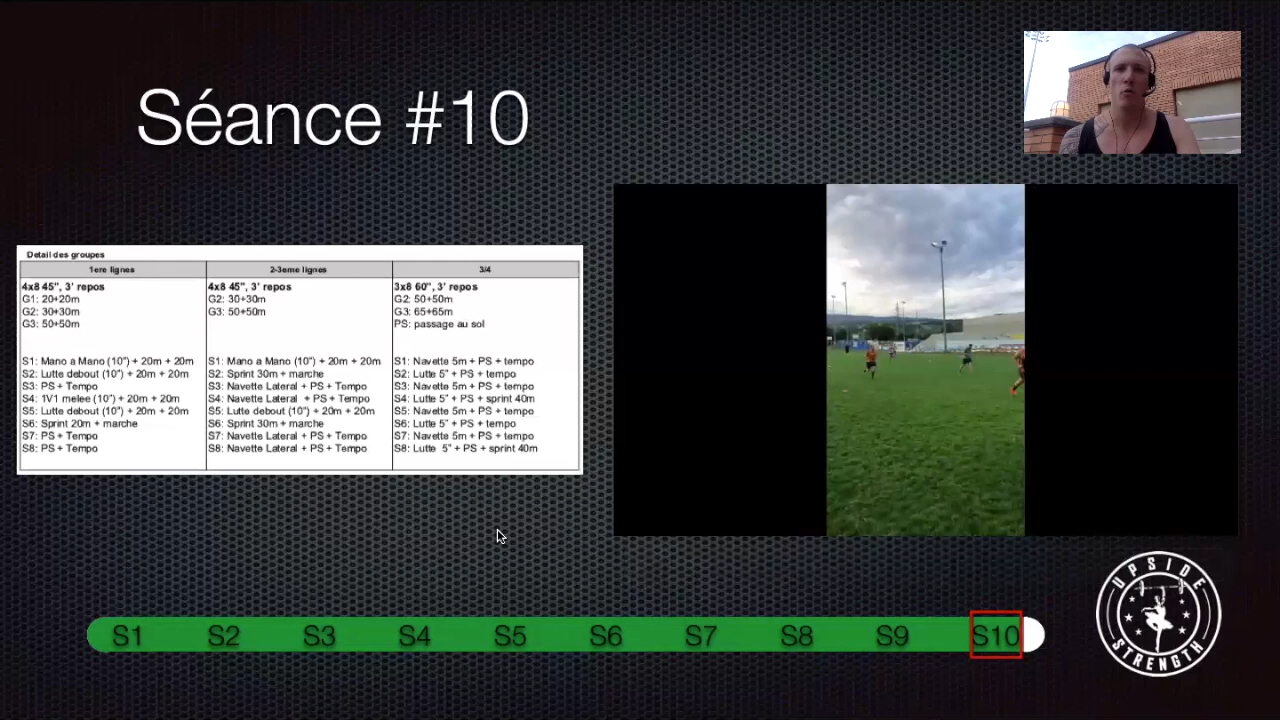 Séance #10
Detail des groupes
1ere lignes
4x8 45", 3' repos
G1: 20+20m
G2: 30+30m
G3: 50+50m
S1: Mano a Mano (10") + 20m + 20m
S2: Lutte debout (10") + 20m + 20m
S3: PS + Tempo
S4: 1V1 melee (10") + 20m + 20m
S5: Lutte debout (10") + 20m + 20m
S6: Sprint 20m + marche
S7: PS + Tempo
S8: PS + Tempo
2-3eme lignes
4x8 45", 3' repos
G2: 30+30m
G3: 50+50m
S1: Mano a Mano (10") + 20m + 20m
S2: Sprint 30m + marche
S3: Navette Lateral + PS + Tempo
S4: Navette Lateral + PS + Tempo
S5: Lutte debout (10") + 20m + 20m
S6: Sprint 30m + marche
S7: Navette Lateral + PS + Tempo
S8: Navette Lateral + PS + Tempo
3/4
3x8 60", 3' repos
G2: 50+50m
G3: 65+65m
PS: passage au sol
S1: Navette 5m + PS + tempo
S2: Lutte 5" + PS + tempo
S3: Navette 5m + PS + tempo
S4: Lutte 5" + PS + sprint 40m
S5: Navette 5m + PS + tempo
S6: Lutte 5" + PS + tempo
S7: Navette 5m + PS + tempo
S8: Lutte 5" + PS + sprint 40m
S1 S2 S3 S4 S5 S6 S7 S8 S9 S10
UPSIDE
STRENGTH